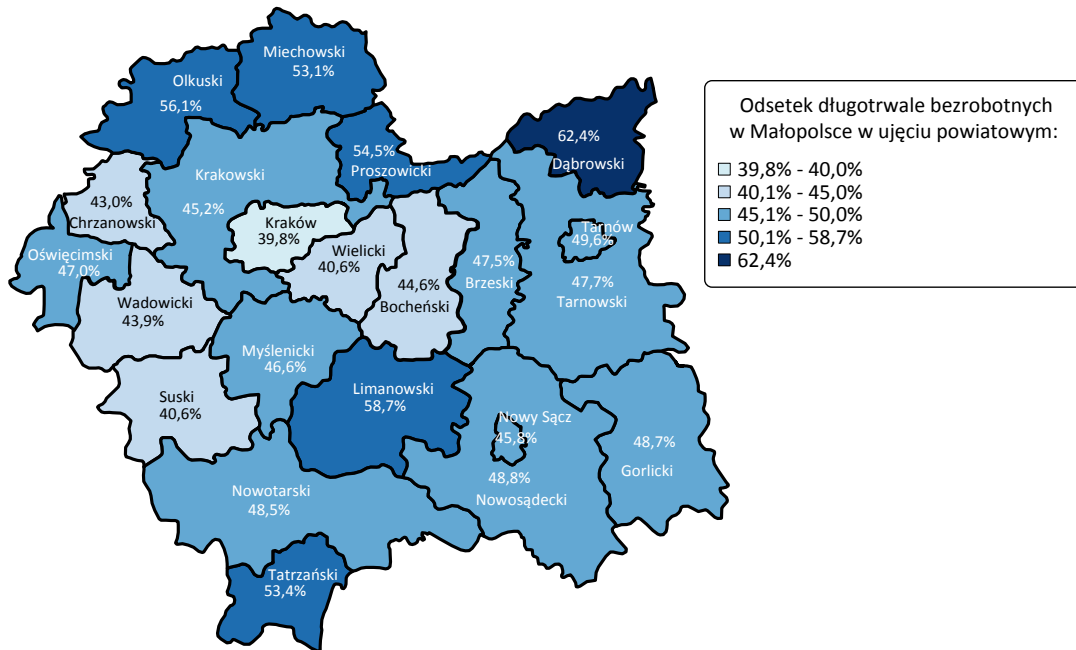 Miechowski
53,1%
Olkuski
56,1%
54,5%
Proszowicki
62,4%
Dąbrowski
Krakowski
45,2%
43,0%
Chrzanowski
Kraków
39,8%
Oświęcimski
47,0%
Wielicki
40,6%
44,6%
Bocheński
47,5%
Brzeski
Tarnów
49,6%
47,7%
Tarnowski
Wadowicki
43,9%
Myślenicki
46,6%
Suski
40,6%
Limanowski
58,7%
Nowy Sącz
45,8%
48,8%
Nowosądecki
48,7%
Gorlicki
Nowotarski
48,5%
Tatrzański
53,4%
Odsetek długotrwale bezrobotnych
w Małopolsce w ujęciu powiatowym:
39,8% - 40,0%
40,1% - 45,0%
45,1% - 50,0%
50,1% - 58,7%
62,4%